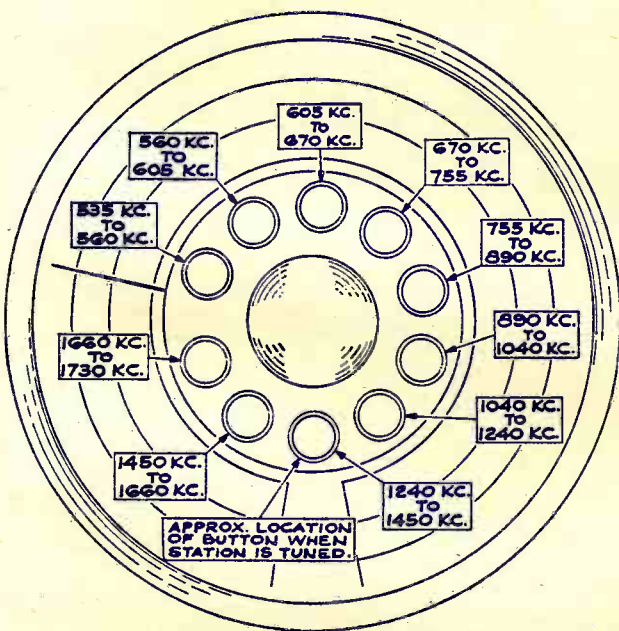 605 KC.
TO
670 KC.
560 KC.
TO
605 KC.
670 KC.
TO
755 KC.
535 KC.
TO
560 KC.
755 KC.
TO
890 KC.
1660 KC.
TO
1730 KC.
890 KC.
TO
1040 KC.
1040 KC.
TO
1240 KC.
1450 KC.
TO
1660 KC.
1240 KC.
TO
1450 KC.
APPROX. LOCATION
OF BUTTON WHEN
STATION IS TUNED.